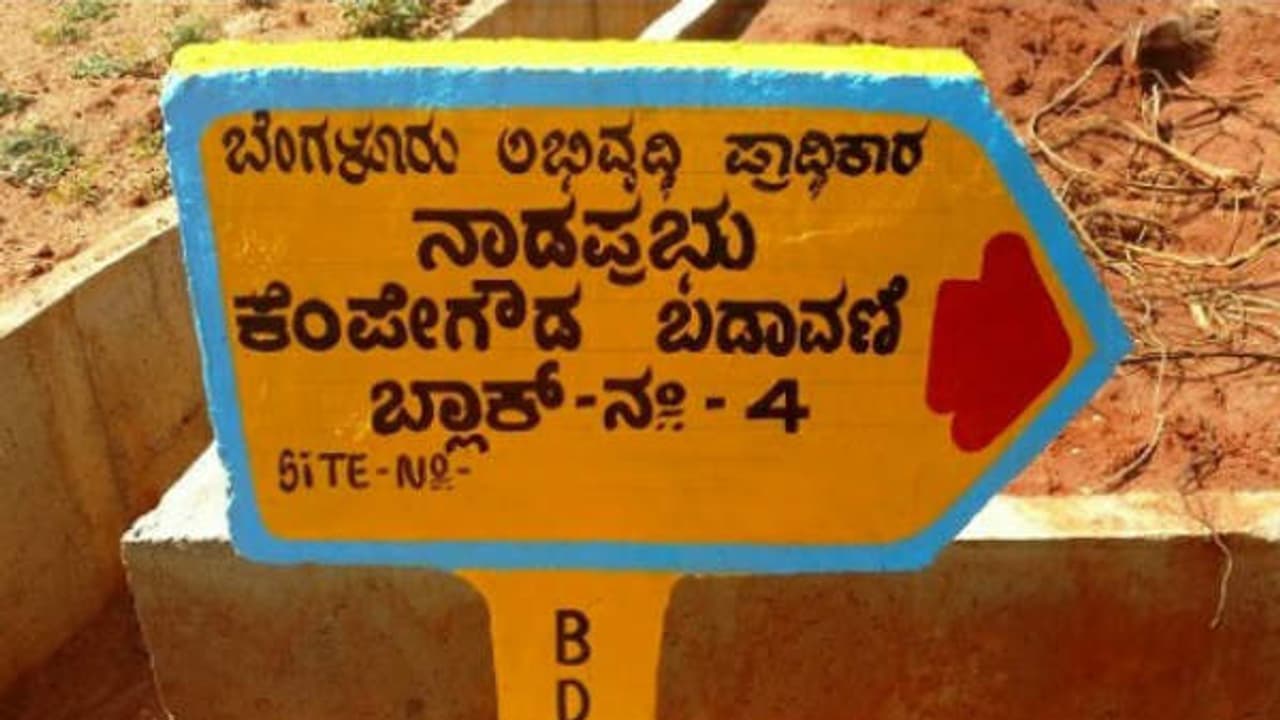 ಬೆಂಗಳೂರು ಅಭಿವೃದ್ಧಿ ಪ್ರಾಧಿಕಾರ
ನಾಡಪ್ರಭು
ಕೆಂಪೇಗೌಡ ಬಡಾವಣೆ
ಬ್ಲಾಕ್-ನಂ-4
SiTE-No-
B
D